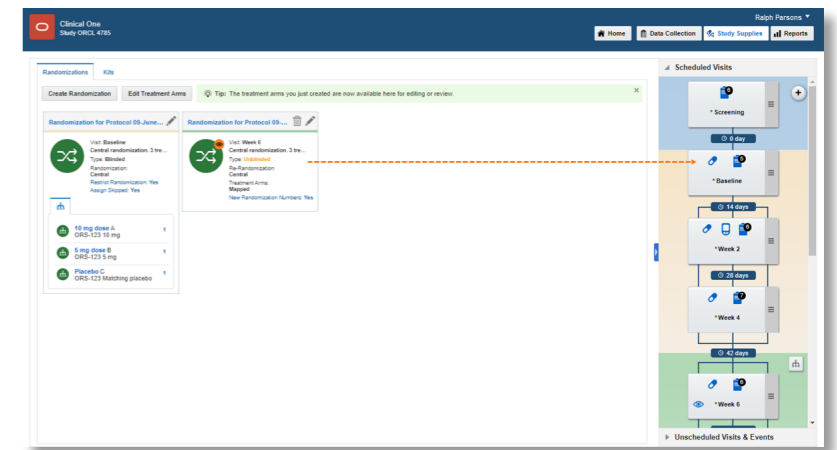 Clinical One
Study ORCL 4785
Ralph Parsons
Home
Data Collection
Study Supplies
Reports
Randomizations
Kits
Create Randomization
Edit Treatment Arms
Tip: The treatment arms you just created are now available here for editing or review.
Randomization for Protocol 09-June...
Visit: Baseline
Central randomization. 3 tre...
Type: Blinded
Randomization:
Central
Restrict Randomization: Yes
Assign Skipped: Yes
10 mg dose A 1
ORS-123 10 mg
5 mg dose B 1
ORS-123 5 mg
Placebo C 1
ORS-123 Matching placebo
Randomization for Protocol 09-...
Visit: Week 6
Central randomization. 3 tre...
Type: Unblinded
Re-Randomization:
Central
Treatment Arms:
Mapped
New Randomization Numbers: Yes
Scheduled Visits
* Screening
0 day
* Baseline
14 days
* Week 2
28 days
* Week 4
42 days
* Week 6
Unscheduled Visits & Events